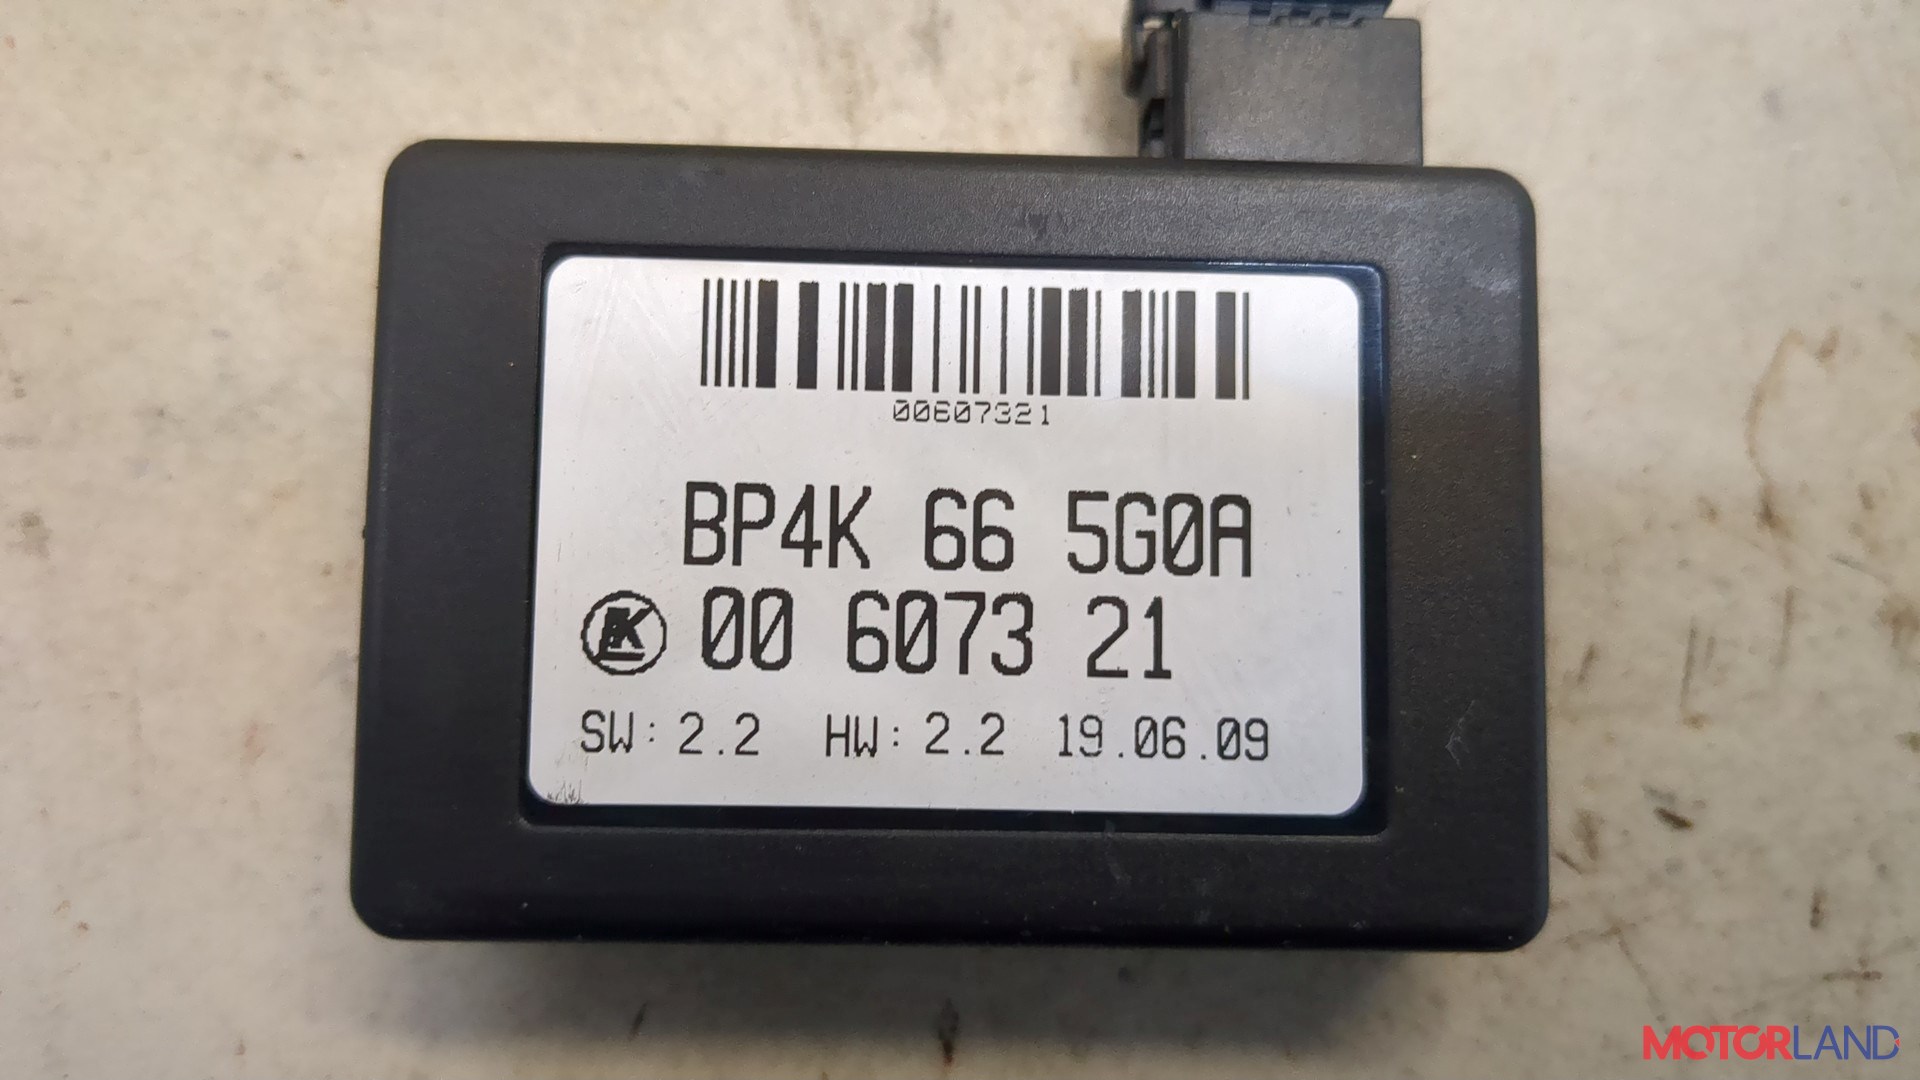 00607321
BP4K 66 5G0A
00 6073 21
SW: 2.2 HW: 2.2 19.06.09
MOTORLAND